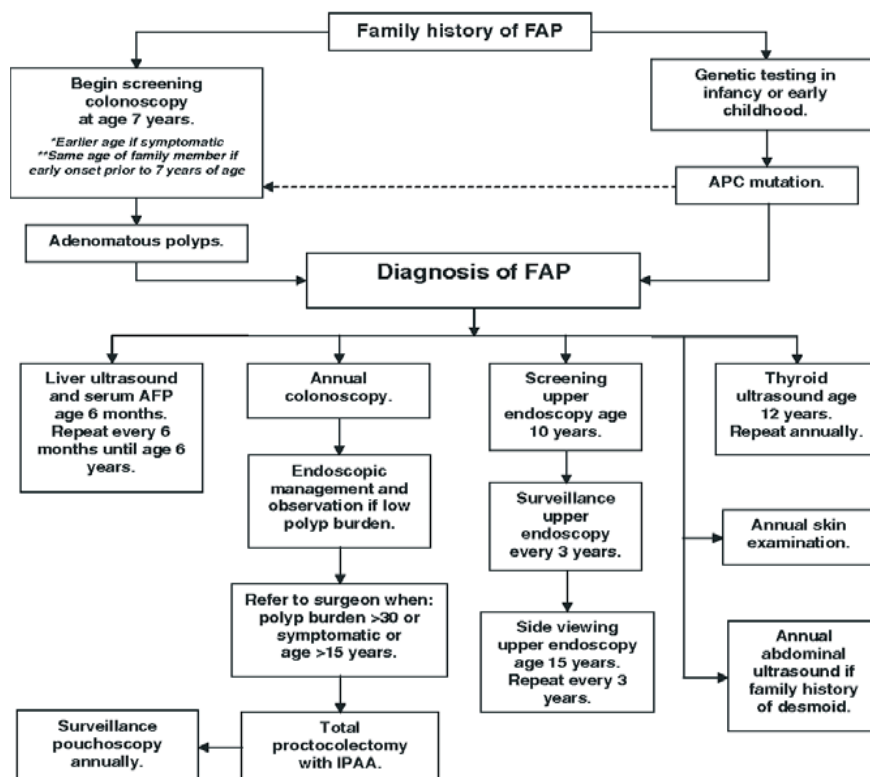 Family history of FAP
Begin screening
colonoscopy
at age 7 years.
*Earlier age if symptomatic
**Same age of family member if
early onset prior to 7 years of age
Genetic testing in
infancy or early
childhood.
APC mutation.
Adenomatous polyps.
Diagnosis of FAP
Liver ultrasound
and serum AFP
age 6 months.
Repeat every 6
months until age 6
years.
Annual
colonoscopy.
Screening
upper
endoscopy age
10 years.
Thyroid
ultrasound age
12 years.
Repeat annually.
Endoscopic
management and
observation if low
polyp burden.
Surveillance
upper
endoscopy
every 3 years.
Annual skin
examination.
Refer to surgeon when:
polyp burden >30 or
symptomatic or
age >15 years.
Side viewing
upper endoscopy
age 15 years.
Repeat every 3
years.
Annual
abdominal
ultrasound if
family history
of desmoid.
Surveillance
pouchoscopy
annually.
Total
proctocolectomy
with IPAA.